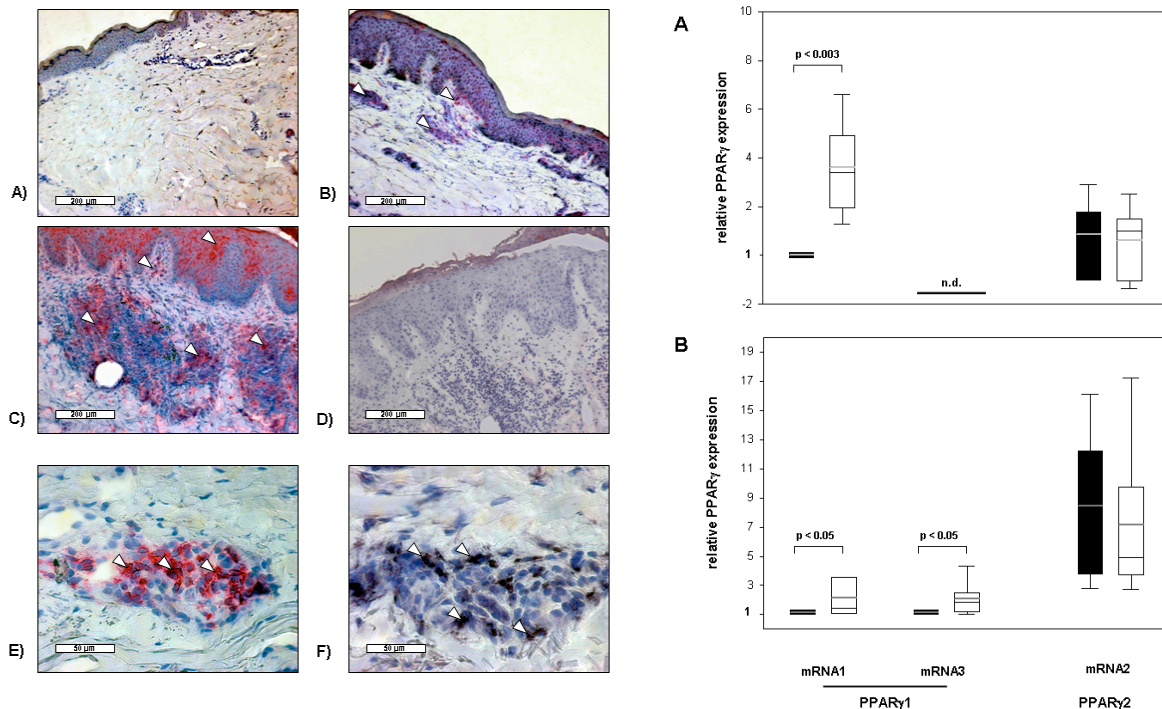 A)
200 µm
B)
200 µm
C)
200 µm
D)
200 µm
E)
50 µm
F)
50 µm
A
relative PPARγ expression
10
8
6
4
2
1
-2
p < 0.003
n.d.
B
relative PPARγ expression
19
17
15
13
11
9
7
5
3
1
p < 0.05
p < 0.05
mRNA1
mRNA3
mRNA2
PPARγ1
PPARγ2